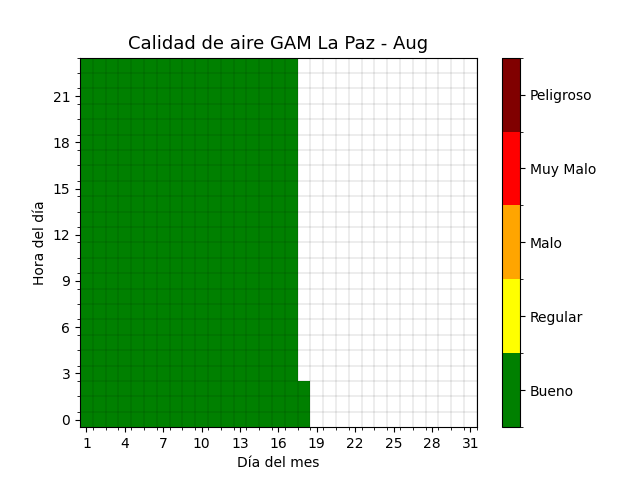 Calidad de aire GAM La Paz - Aug
21
18
15
12
9
6
3
0
Hora del día
1 4 7 10 13 16 19 22 25 28 31
Día del mes
Peligroso
Muy Malo
Malo
Regular
Bueno